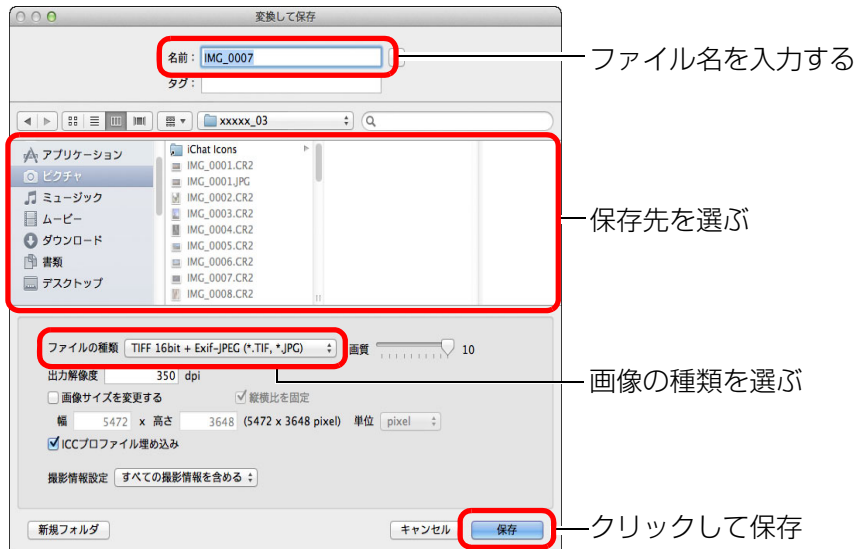 変換して保存
名前： IMG_0007
ファイル名を入力する
タグ：
xxxxx_03
アプリケーション
ピクチャ
ミュージック
ムービー
ダウンロード
書類
デスクトップ
iChat Icons
IMG_0001.CR2
IMG_0001.JPG
IMG_0002.CR2
IMG_0003.CR2
IMG_0004.CR2
IMG_0005.CR2
IMG_0006.CR2
IMG_0007.CR2
IMG_0008.CR2
保存先を選ぶ
ファイルの種類 TIFF 16bit + Exif-JPEG (*.TIF, *.JPG) 画質 10
出力解像度 350 dpi
画像の種類を選ぶ
画像サイズを変更する 縦横比を固定
幅 5472 x 高さ 3648 (5472 x 3648 pixel) 単位 pixel
ICCプロファイル埋め込み
撮影情報設定 すべての撮影情報を含める
新規フォルダ キャンセル 保存
クリックして保存